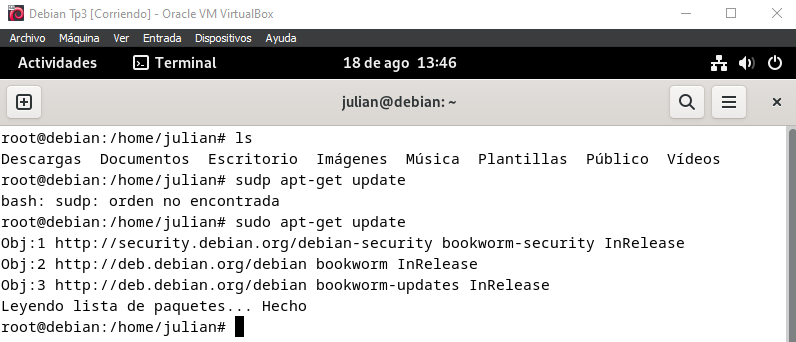 Debian Tp3 [Corriendo] - Oracle VM VirtualBox
Archivo Máquina Ver Entrada Dispositivos Ayuda
Actividades Terminal 18 de ago 13:46
julian@debian: ~
root@debian:/home/julian# ls
Descargas Documentos Escritorio Imágenes Música Plantillas Público Vídeos
root@debian:/home/julian# sudp apt-get update
bash: sudp: orden no encontrada
root@debian:/home/julian# sudo apt-get update
Obj:1 http://security.debian.org/debian-security bookworm-security InRelease
Obj:2 http://deb.debian.org/debian bookworm InRelease
Obj:3 http://deb.debian.org/debian bookworm-updates InRelease
Leyendo lista de paquetes... Hecho
root@debian:/home/julian#